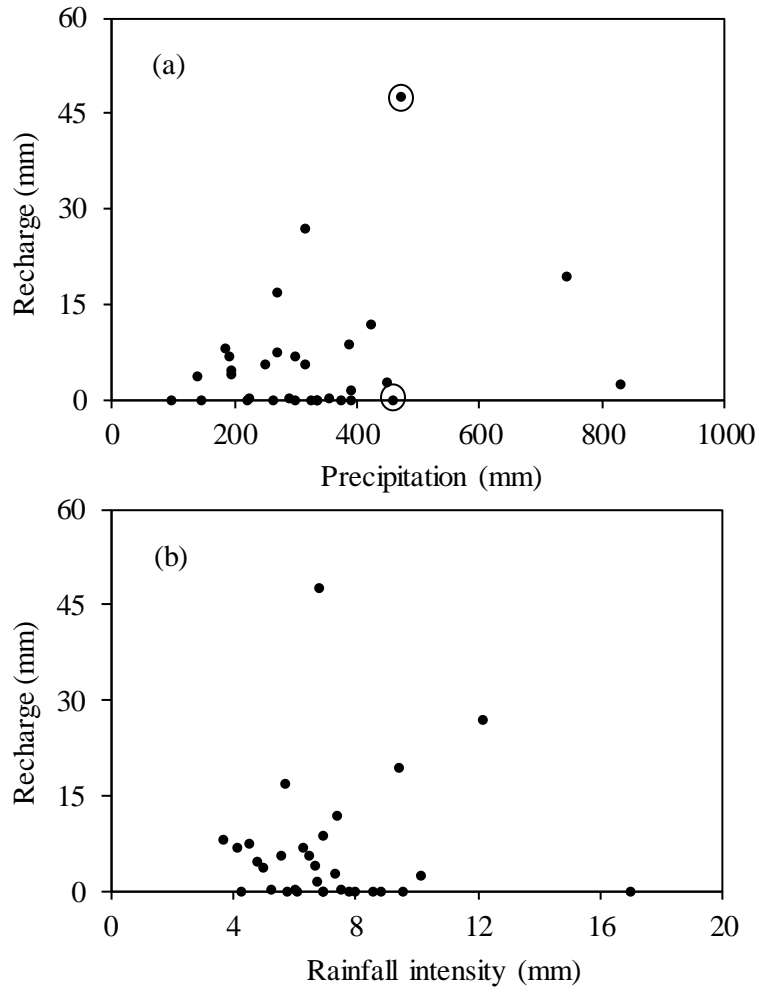 60
(a)
45
Recharge (mm)
30
15
0
0 200 400 600 800 1000
Precipitation (mm)
60
(b)
45
Recharge (mm)
30
15
0
0 4 8 12 16 20
Rainfall intensity (mm)